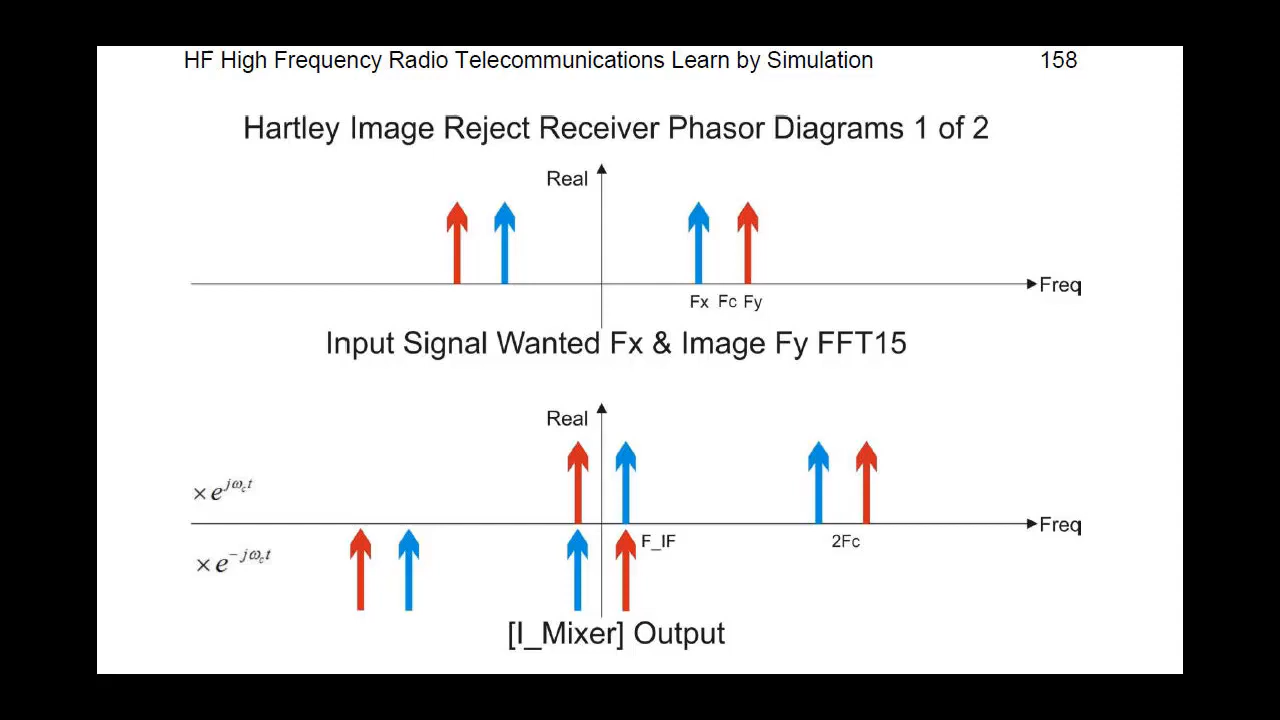 HF High Frequency Radio Telecommunications Learn by Simulation 158
Hartley Image Reject Receiver Phasor Diagrams 1 of 2
Real
Freq
Fx Fc Fy
Input Signal Wanted Fx & Image Fy FFT15
Real
× e^{jω_c t}
Freq
F_IF 2Fc
× e^{-jω_c t}
[I_Mixer] Output